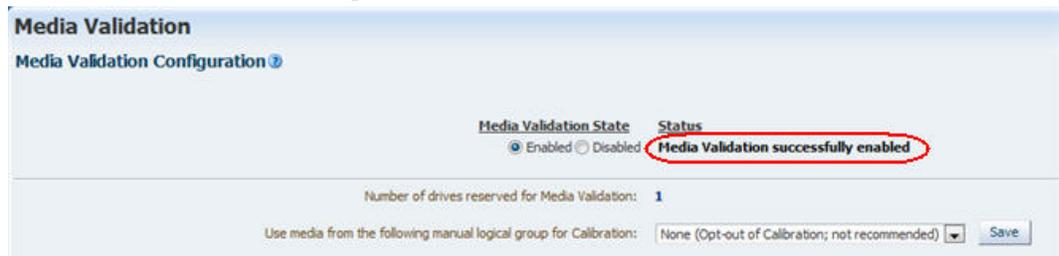 Media Validation
Media Validation Configuration ?
Media Validation State Status
Enabled Disabled Media Validation successfully enabled
Number of drives reserved for Media Validation: 1
Use media from the following manual logical group for Calibration: None (Opt-out of Calibration; not recommended) Save